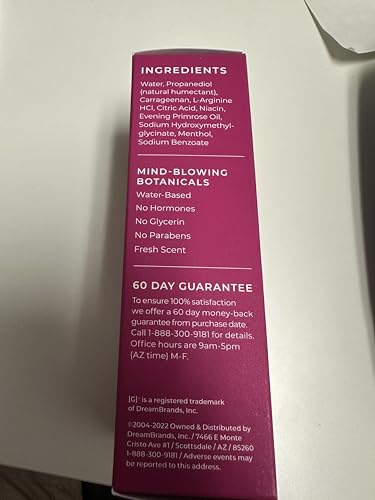 INGREDIENTS
Water, Propanediol
(natural humectant),
Carrageenan, L-Arginine
HCl, Citric Acid, Niacin,
Evening Primrose Oil,
Sodium Hydroxymethyl-
glycinate, Menthol,
Sodium Benzoate
MIND-BLOWING
BOTANICALS
Water-Based
No Hormones
No Glycerin
No Parabens
Fresh Scent
60 DAY GUARANTEE
To ensure 100% satisfaction
we offer a 60 day money-back
guarantee from purchase date.
Call 1-888-300-9181 for details.
Office hours are 9am-5pm
(AZ time) M-F.
[G]™ is a registered trademark
of DreamBrands, Inc.
©2004-2022 Owned & Distributed by
DreamBrands, Inc. / 7466 E Monte
Cristo Ave #1 / Scottsdale / AZ / 85260
1-888-300-9181 / Adverse events may
be reported to this address.